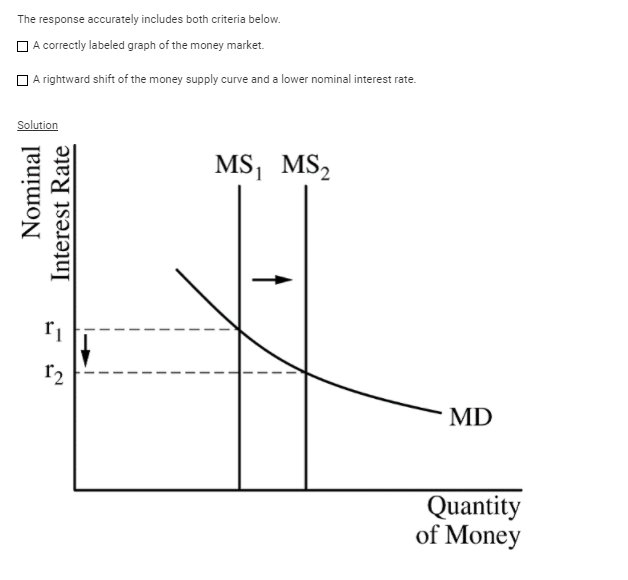 The response accurately includes both criteria below.
A correctly labeled graph of the money market.
A rightward shift of the money supply curve and a lower nominal interest rate.
Solution
Nominal
Interest Rate
MS₁ MS₂
r₁
r₂
MD
Quantity
of Money